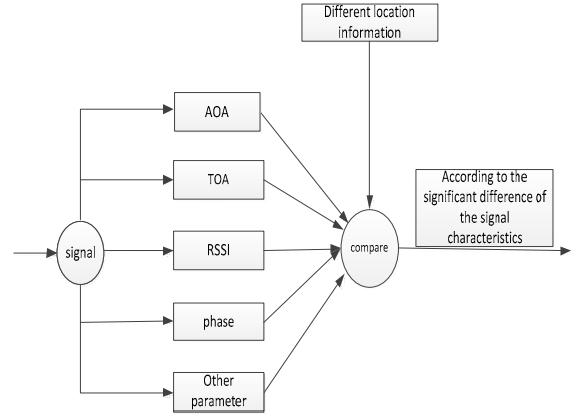 Different location
information
AOA
TOA
According to the
significant difference of
the signal
characteristics
signal
RSSI
compare
phase
Other
parameter